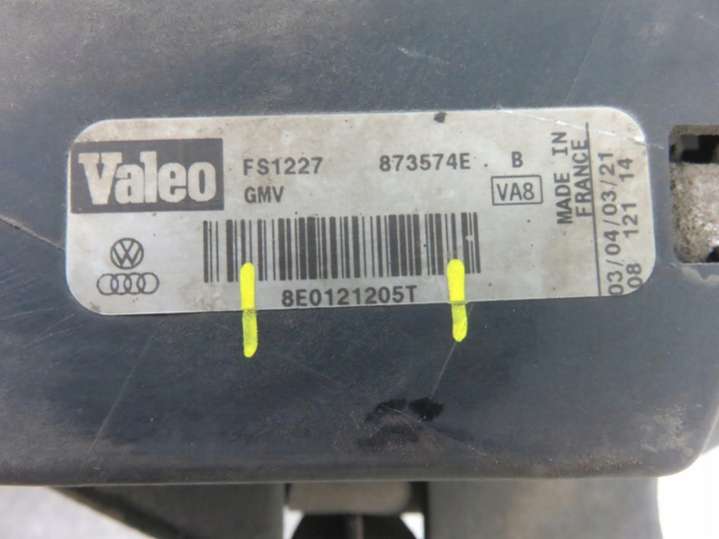 Valeo
FS1227 873574E. B
GMV VA8
8E0121205T
MADE IN
FRANCE
03/04/03/21
08 121 14